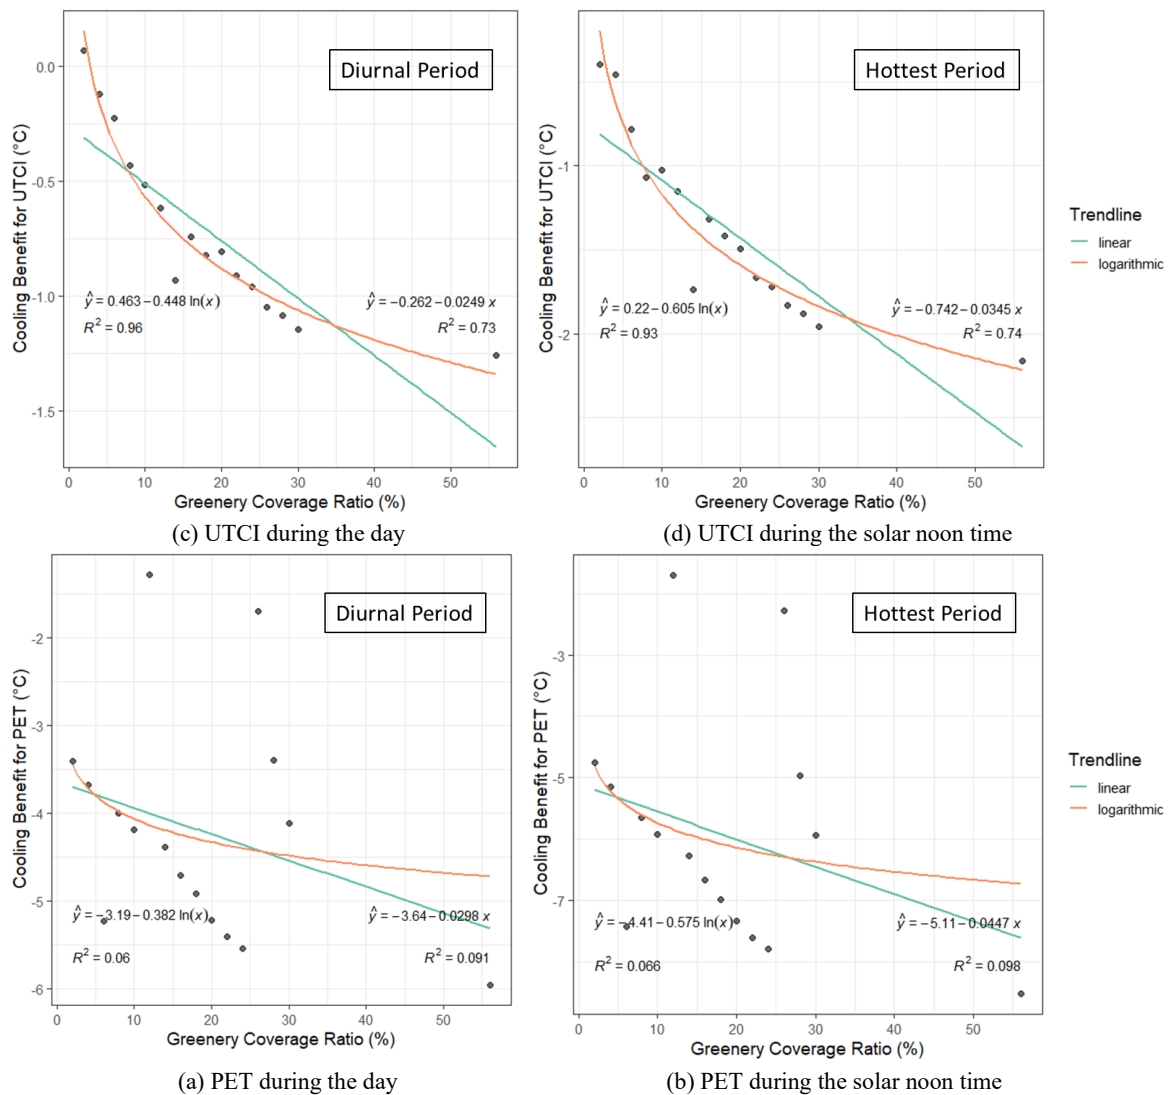 Diurnal Period
0.0
-0.5
-1.0
-1.5
Cooling Benefit for UTCI (°C)
ŷ = 0.463 − 0.448 ln(x)
R² = 0.96
ŷ = −0.262 − 0.0249 x
R² = 0.73
0 10 20 30 40 50
Greenery Coverage Ratio (%)
(c) UTCI during the day
Hottest Period
-1
-2
Cooling Benefit for UTCI (°C)
ŷ = 0.22 − 0.605 ln(x)
R² = 0.93
ŷ = −0.742 − 0.0345 x
R² = 0.74
0 10 20 30 40 50
Greenery Coverage Ratio (%)
(d) UTCI during the solar noon time
Trendline
linear
logarithmic
Diurnal Period
-2
-3
-4
-5
-6
Cooling Benefit for PET (°C)
ŷ = −3.19 − 0.382 ln(x)
R² = 0.06
ŷ = −3.64 − 0.0298 x
R² = 0.091
0 10 20 30 40 50
Greenery Coverage Ratio (%)
(a) PET during the day
Hottest Period
-3
-5
-7
Cooling Benefit for PET (°C)
ŷ = −4.41 − 0.575 ln(x)
R² = 0.066
ŷ = −5.11 − 0.0447 x
R² = 0.098
0 10 20 30 40 50
Greenery Coverage Ratio (%)
(b) PET during the solar noon time
Trendline
linear
logarithmic